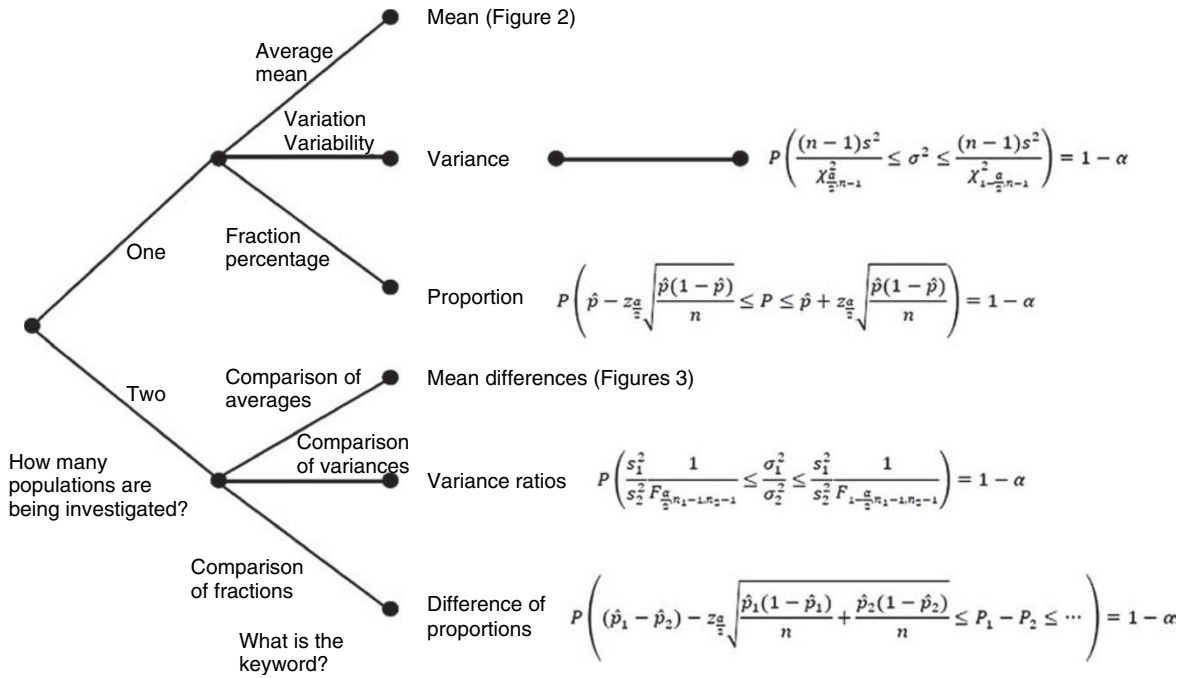 Mean (Figure 2)
Average
mean
Variation
Variability
Variance
P((n − 1)s²/χ²_{α/2,n−1} ≤ σ² ≤ (n − 1)s²/χ²_{1−α/2,n−1}) = 1 − α
One
Fraction
percentage
Proportion
P(p̂ − z_{α/2}√(p̂(1 − p̂)/n) ≤ P ≤ p̂ + z_{α/2}√(p̂(1 − p̂)/n)) = 1 − α
Two
Comparison of
averages
Mean differences (Figures 3)
Comparison
of variances
Variance ratios
P(s₁²/s₂² 1/F_{α/2,n₁−1,n₂−1} ≤ σ₁²/σ₂² ≤ s₁²/s₂² 1/F_{1−α/2,n₁−1,n₂−1}) = 1 − α
How many
populations are
being investigated?
Comparison
of fractions
Difference of
proportions
P((p̂₁ − p̂₂) − z_{α/2}√(p̂₁(1 − p̂₁)/n + p̂₂(1 − p̂₂)/n) ≤ P₁ − P₂ ≤ ⋯) = 1 − α
What is the
keyword?